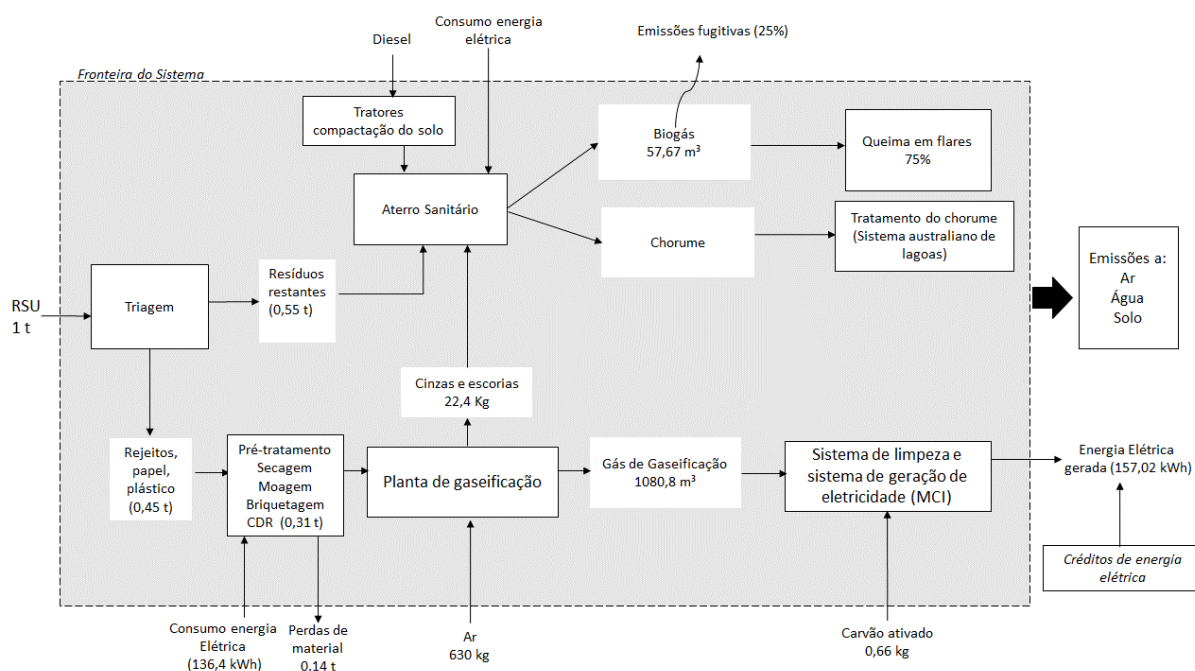 Consumo energia
elétrica
Emissões fugitivas (25%)
Diesel
Fronteira do Sistema
Tratores
compactação do solo
Biogás
57,67 m³
Queima em flares
75%
Aterro Sanitário
Chorume
Tratamento do chorume
(Sistema australiano de
lagoas)
Emissões a:
Ar
Água
Solo
RSU
1 t
Triagem
Resíduos
restantes
(0,55 t)
Cinzas e escorias
22,4 Kg
Rejeitos,
papel,
plástico
(0,45 t)
Pré-tratamento
Secagem
Moagem
Briquetagem
CDR (0,31 t)
Planta de gaseificação
Gás de Gaseificação
1080,8 m³
Sistema de limpeza e
sistema de geração de
eletricidade (MCI)
Energia Elétrica
gerada (157,02 kWh)
Créditos de energia
elétrica
Consumo energia
Elétrica
(136,4 kWh)
Perdas de
material
0,14 t
Ar
630 kg
Carvão ativado
0,66 kg